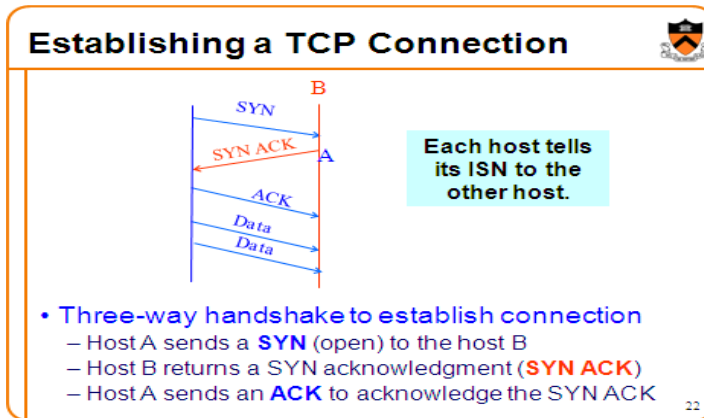 Establishing a TCP Connection
B
SYN
SYN ACK
A
Each host tells
its ISN to the
other host.
ACK
Data
Data
• Three-way handshake to establish connection
– Host A sends a SYN (open) to the host B
– Host B returns a SYN acknowledgment (SYN ACK)
– Host A sends an ACK to acknowledge the SYN ACK
22